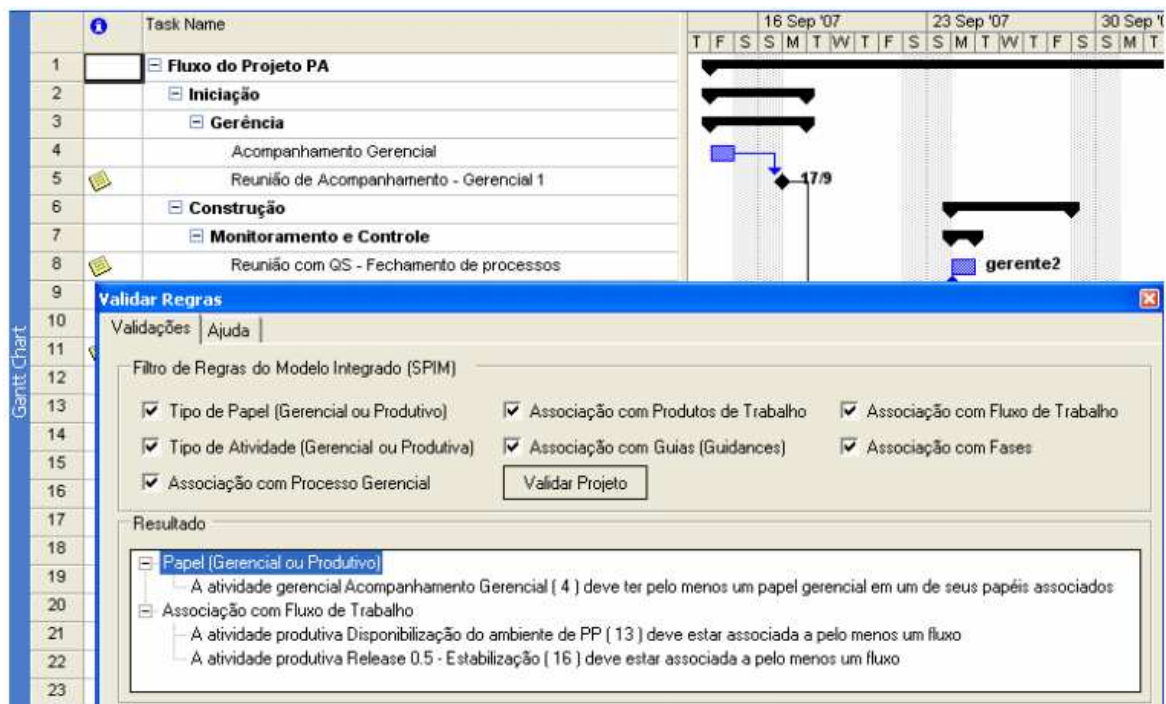 Task Name
16 Sep '07 23 Sep '07 30 Sep '0
T F S S M T W T F S S M T W T F S S M T
1 Fluxo do Projeto PA
2 Iniciação
3 Gerência
4 Acompanhamento Gerencial
5 Reunião de Acompanhamento - Gerencial 1 17/9
6 Construção
7 Monitoramento e Controle
8 Reunião com QS - Fechamento de processos gerente2
9
10
11
12
13
14
15
16
17
18
19
20
21
22
23
Gantt Chart
Validar Regras
Validações Ajuda
Filtro de Regras do Modelo Integrado (SPIM)
Tipo de Papel (Gerencial ou Produtivo) Associação com Produtos de Trabalho Associação com Fluxo de Trabalho
Tipo de Atividade (Gerencial ou Produtiva) Associação com Guias (Guidances) Associação com Fases
Associação com Processo Gerencial Validar Projeto
Resultado
Papel (Gerencial ou Produtivo)
A atividade gerencial Acompanhamento Gerencial ( 4 ) deve ter pelo menos um papel gerencial em um de seus papéis associados
Associação com Fluxo de Trabalho
A atividade produtiva Disponibilização do ambiente de PP ( 13 ) deve estar associada a pelo menos um fluxo
A atividade produtiva Release 0.5 - Estabilização ( 16 ) deve estar associada a pelo menos um fluxo